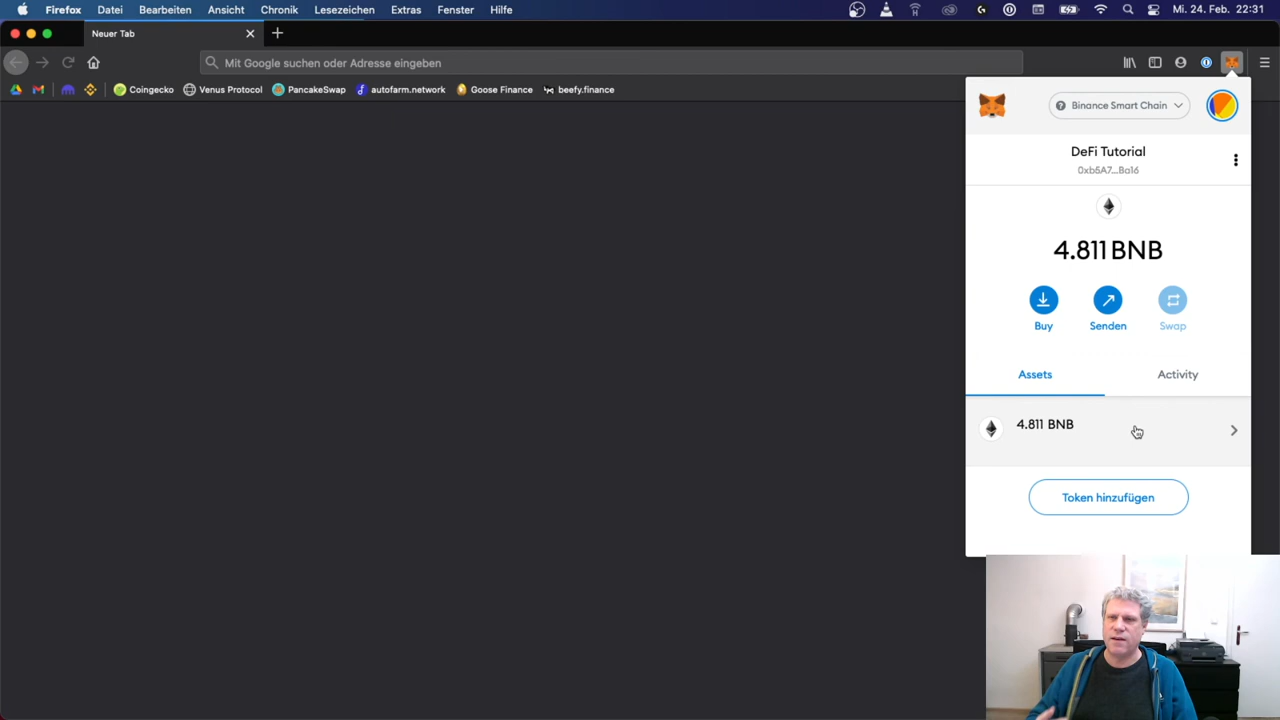 Firefox Datei Bearbeiten Ansicht Chronik Lesezeichen Extras Fenster Hilfe Mi. 24. Feb. 22:31
Neuer Tab
Mit Google suchen oder Adresse eingeben
Coingecko Venus Protocol PancakeSwap autofarm.network Goose Finance beefy.finance
Binance Smart Chain
DeFi Tutorial
0xb5A7...Ba16
4.811 BNB
Buy Senden Swap
Assets Activity
4.811 BNB
Token hinzufügen